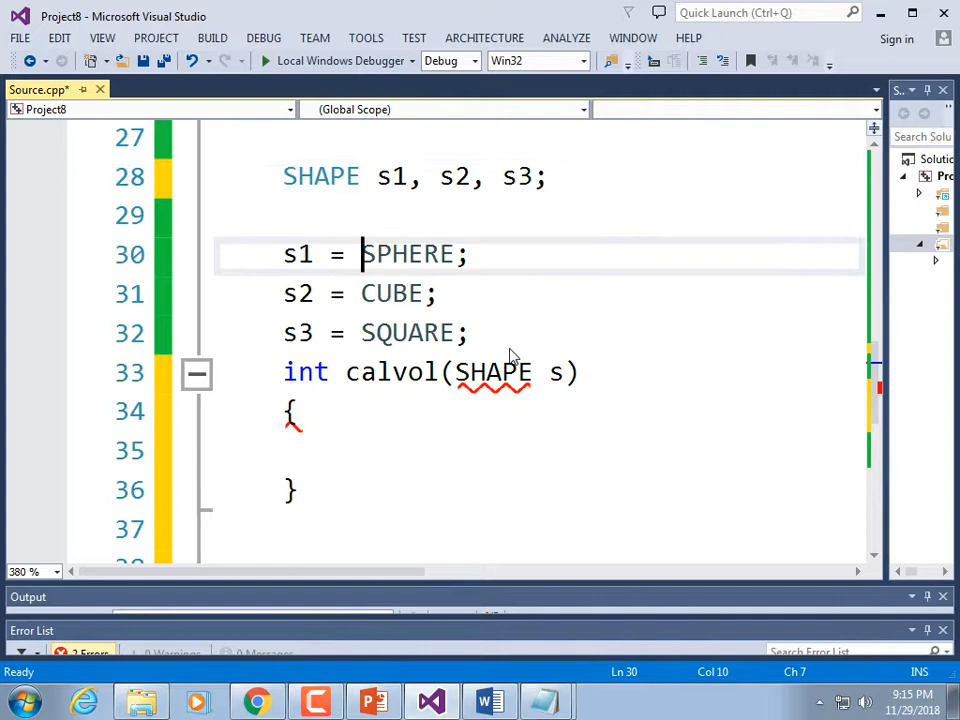 Project8 - Microsoft Visual Studio
Quick Launch (Ctrl+Q)
FILE EDIT VIEW PROJECT BUILD DEBUG TEAM TOOLS TEST ARCHITECTURE ANALYZE WINDOW HELP
Sign in
Local Windows Debugger Debug Win32
Source.cpp*
S..
Project8 (Global Scope)
Search Solu
Soluti
Pro
27
28 SHAPE s1, s2, s3;
29
30 s1 = SPHERE;
31 s2 = CUBE;
32 s3 = SQUARE;
33 int calvol(SHAPE s)
34 {
35
36 }
37
380 %
Output
Error List
2 Errors 0 Warnings 0 Messages
Search Error List
Ready Ln 30 Col 10 Ch 7 INS
9:15 PM
11/29/2018